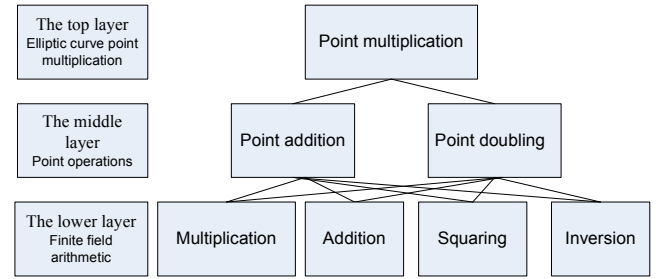 The top layer
Elliptic curve point
multiplication
Point multiplication
The middle
layer
Point operations
Point addition
Point doubling
The lower layer
Finite field
arithmetic
Multiplication
Addition
Squaring
Inversion